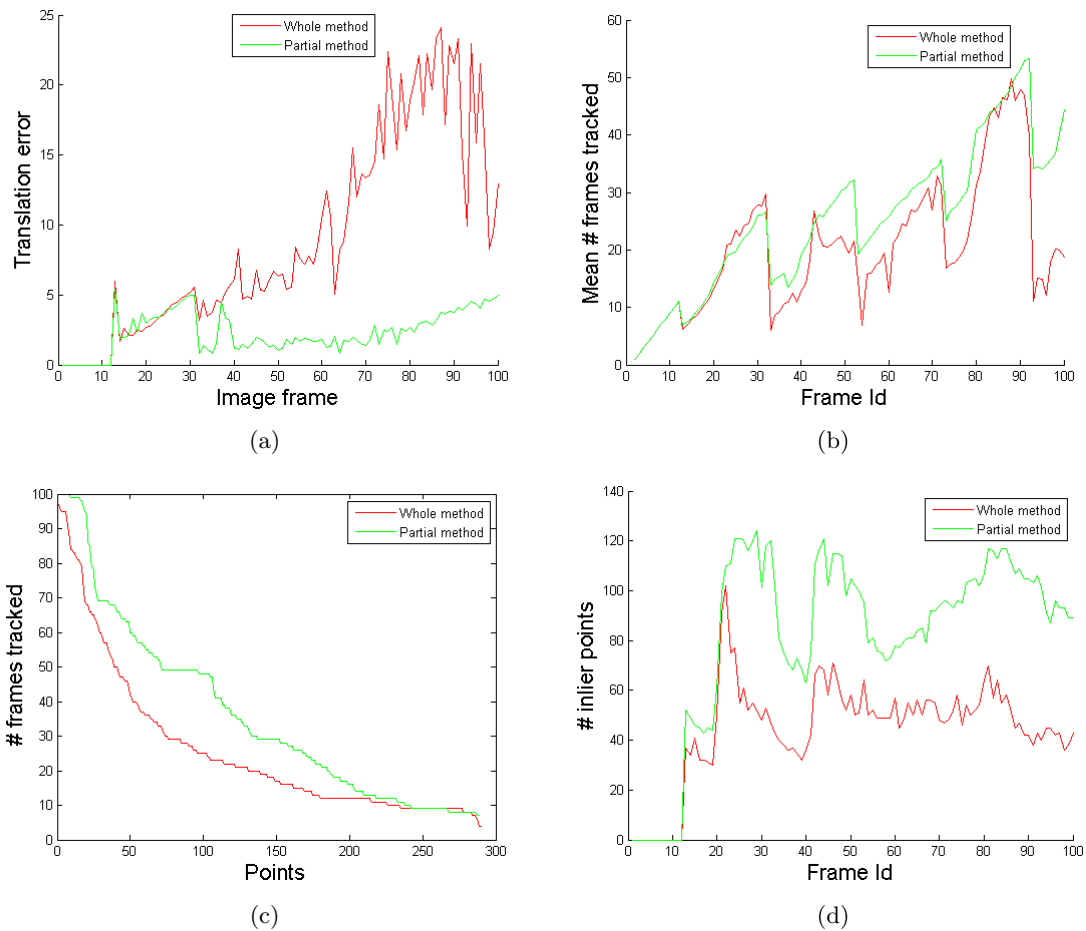 25
20
15
10
5
0
0 10 20 30 40 50 60 70 80 90 100
Translation error
Image frame
Whole method
Partial method
(a)
60
50
40
30
20
10
0
0 10 20 30 40 50 60 70 80 90 100
Mean # frames tracked
Frame Id
Whole method
Partial method
(b)
100
90
80
70
60
50
40
30
20
10
0
0 50 100 150 200 250 300
# frames tracked
Points
Whole method
Partial method
(c)
140
120
100
80
60
40
20
0
0 10 20 30 40 50 60 70 80 90 100
# inlier points
Frame Id
Whole method
Partial method
(d)